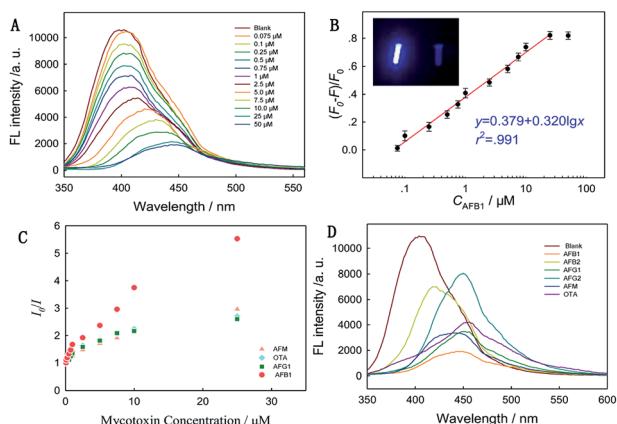 A
FL intensity /a. u.
10000
8000
6000
4000
2000
0
350
400
450
500
550
Wavelength / nm
Blank
0.075 μM
0.1 μM
0.25 μM
0.5 μM
0.75 μM
1 μM
2.5 μM
5.0 μM
7.5 μM
10.0 μM
25 μM
50 μM
B
(F0-F)/F0
.8
.6
.4
.2
0.0
.1
1
10
100
CAFB1 / μM
y=0.379+0.320lgx
r²=.991
C
I0/I
6
5
4
3
2
1
0
0
10
20
30
Mycotoxin Concentration / μM
AFM
OTA
AFG1
AFB1
D
FL intensity / a. u.
10000
8000
6000
4000
2000
0
350
400
450
500
550
600
Wavelength / nm
Blank
AFB1
AFB2
AFG1
AFG2
AFM
OTA